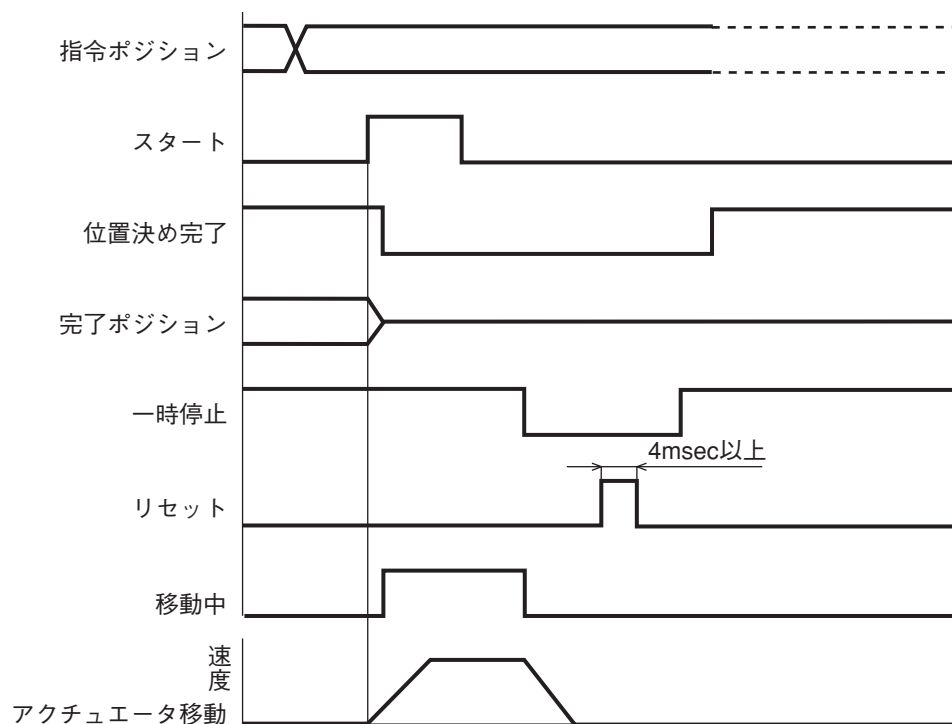 指令ポジション
スタート
位置決め完了
完了ポジション
一時停止
4msec以上
リセット
移動中
速度
アクチュエータ移動